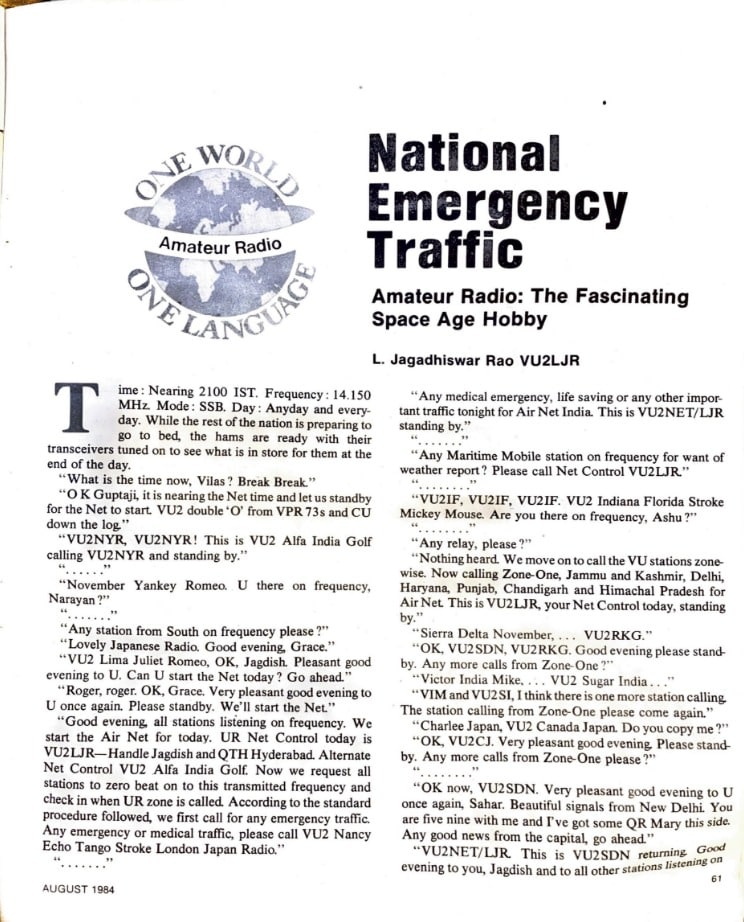 ONE WORLD
Amateur Radio
ONE LANGUAGE
National
Emergency
Traffic
Amateur Radio: The Fascinating
Space Age Hobby
L. Jagadhiswar Rao VU2LJR
Time: Nearing 2100 IST. Frequency: 14.150
MHz. Mode: SSB. Day: Anyday and every-
day. While the rest of the nation is preparing to
go to bed, the hams are ready with their
transceivers tuned on to see what is in store for them at the
end of the day.
"What is the time now, Vilas? Break Break."
"O K Guptaji, it is nearing the Net time and let us standby
for the Net to start. VU2 double 'O' from VPR 73s and CU
down the log."
"VU2NYR, VU2NYR! This is VU2 Alfa India Golf
calling VU2NYR and standing by."
"......"
"November Yankey Romeo. U there on frequency,
Narayan?"
"......."
"Any station from South on frequency please?"
"Lovely Japanese Radio. Good evening, Grace."
"VU2 Lima Juliet Romeo, OK, Jagdish. Pleasant good
evening to U. Can U start the Net today? Go ahead."
"Roger, roger. OK, Grace. Very pleasant good evening to
U once again. Please standby. We'll start the Net."
"Good evening, all stations listening on frequency. We
start the Air Net for today. UR Net Control today is
VU2LJR—Handle Jagdish and QTH Hyderabad. Alternate
Net Control VU2 Alfa India Golf. Now we request all
stations to zero beat on to this transmitted frequency and
check in when UR zone is called. According to the standard
procedure followed, we first call for any emergency traffic.
Any emergency or medical traffic, please call VU2 Nancy
Echo Tango Stroke London Japan Radio."
"......."
"Any medical emergency, life saving or any other impor-
tant traffic tonight for Air Net India. This is VU2NET/LJR
standing by."
"......."
"Any Maritime Mobile station on frequency for want of
weather report? Please call Net Control VU2LJR."
"........"
"VU2IF, VU2IF, VU2IF. VU2 Indiana Florida Stroke
Mickey Mouse. Are you there on frequency, Ashu?"
"........"
"Any relay, please?"
"Nothing heard. We move on to call the VU stations zone-
wise. Now calling Zone-One, Jammu and Kashmir, Delhi,
Haryana, Punjab, Chandigarh and Himachal Pradesh for
Air Net. This is VU2LJR, your Net Control today, standing
by."
"Sierra Delta November, ... VU2RKG."
"OK, VU2SDN, VU2RKG. Good evening please stand-
by. Any more calls from Zone-One?"
"Victor India Mike, ... VU2 Sugar India..."
"VIM and VU2SI, I think there is one more station calling.
The station calling from Zone-One please come again."
"Charlee Japan, VU2 Canada Japan. Do you copy me?"
"OK, VU2CJ. Very pleasant good evening. Please stand-
by. Any more calls from Zone-One please?"
"........"
"OK now, VU2SDN. Very pleasant good evening to U
once again, Sahar. Beautiful signals from New Delhi. You
are five nine with me and I've got some QR Mary this side.
Any good news from the capital, go ahead."
"VU2NET/LJR. This is VU2SDN returning. Good
evening to you, Jagdish and to all other stations listening on
AUGUST 1984
61